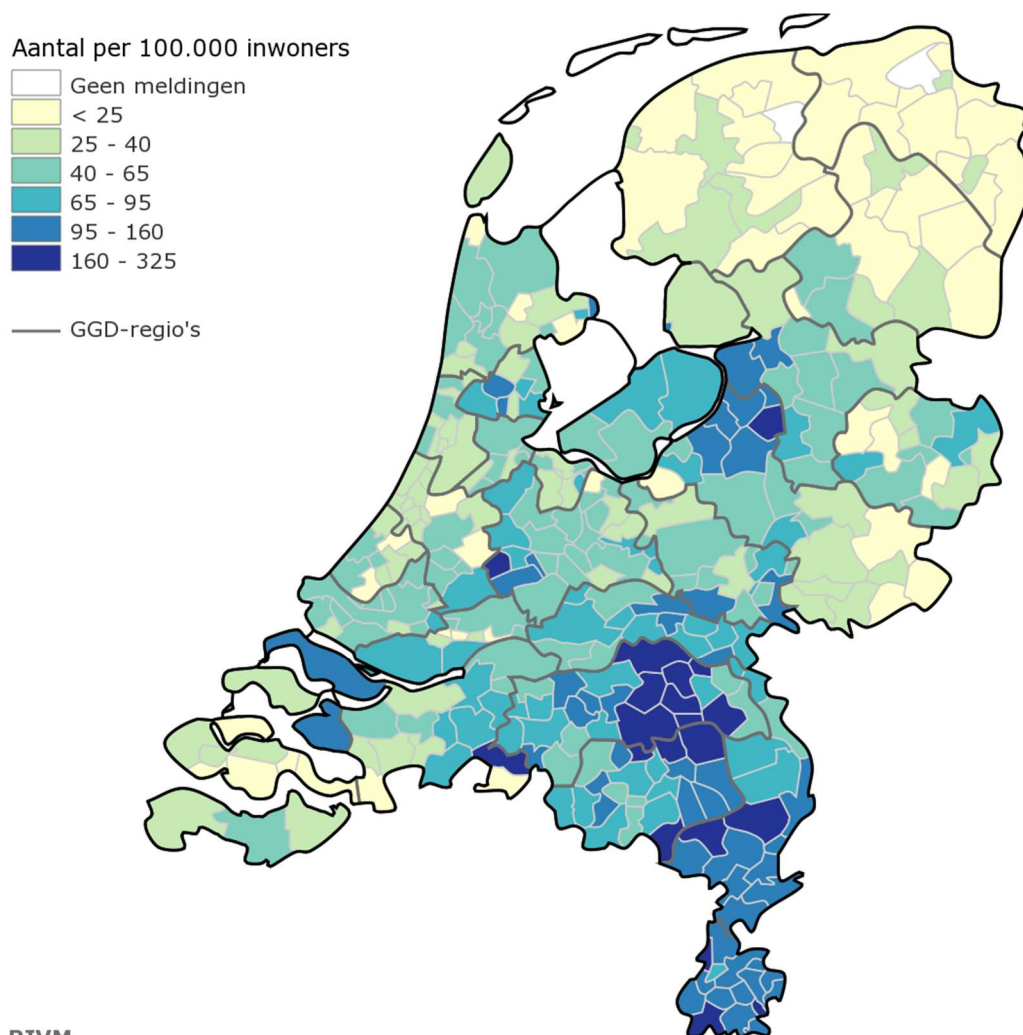 Aantal per 100.000 inwoners
Geen meldingen
< 25
25 - 40
40 - 65
65 - 95
95 - 160
160 - 325
GGD-regio's
RIVM